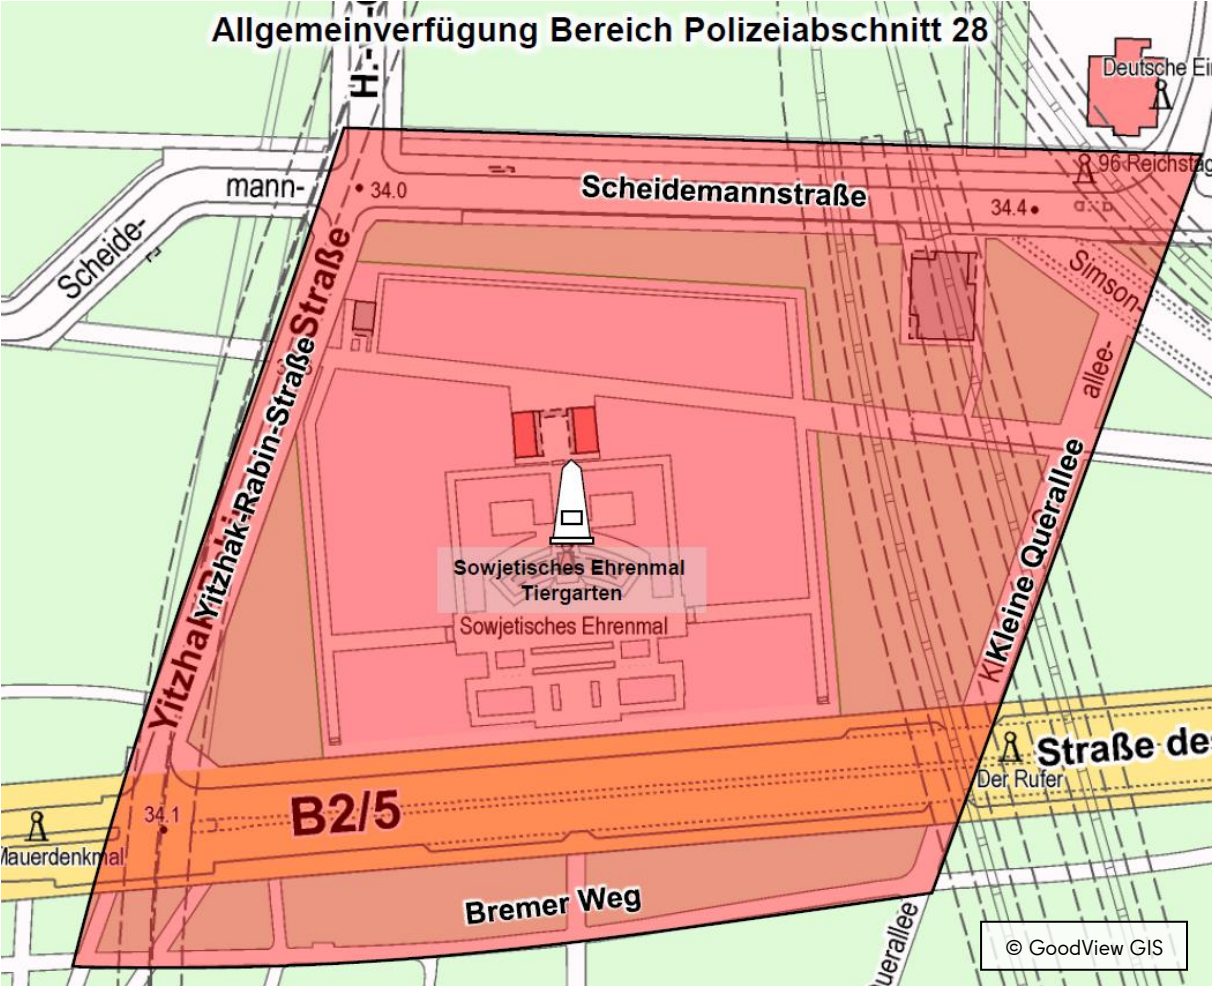 Allgemeinverfügung Bereich Polizeiabschnitt 28
H.-
Deutsche Ei
96 Reichstag
mann-
34.0
Scheidemannstraße
34.4
Scheide-
Simson-
allee-
Straße
Yitzhak-Rabin-Straße
Kleine Querallee
Kl
Sowjetisches Ehrenmal
Tiergarten
Sowjetisches Ehrenmal
Yitzhak
Straße des
Der Rufer
B2/5
34.1
Mauerdenkmal
Bremer Weg
Querallee
© GoodView GIS